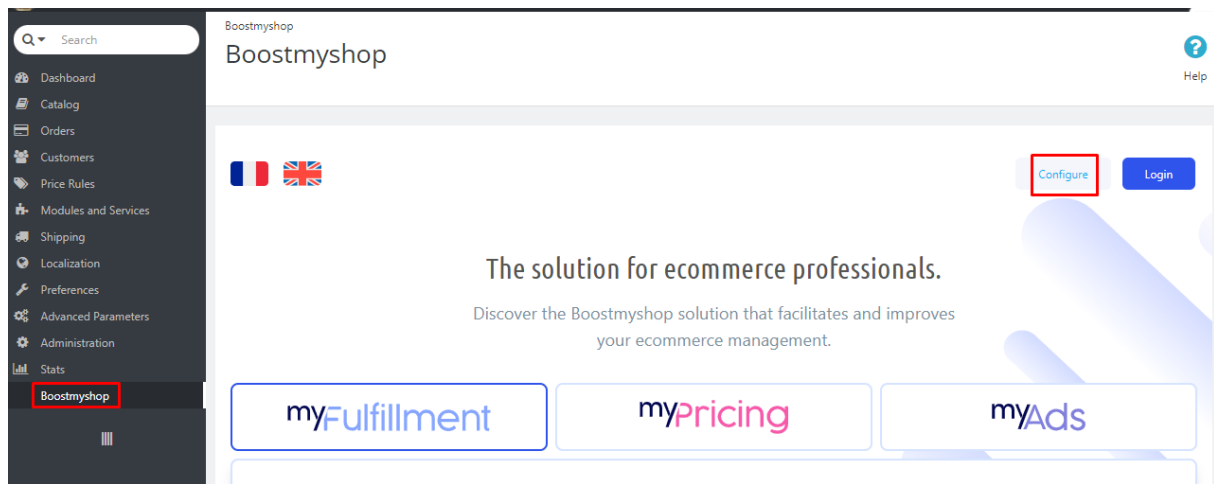 Search
Dashboard
Catalog
Orders
Customers
Price Rules
Modules and Services
Shipping
Localization
Preferences
Advanced Parameters
Administration
Stats
Boostmyshop
Boostmyshop
Boostmyshop
Help
Configure
Login
The solution for ecommerce professionals.
Discover the Boostmyshop solution that facilitates and improves
your ecommerce management.
myFulfillment
myPricing
myAds